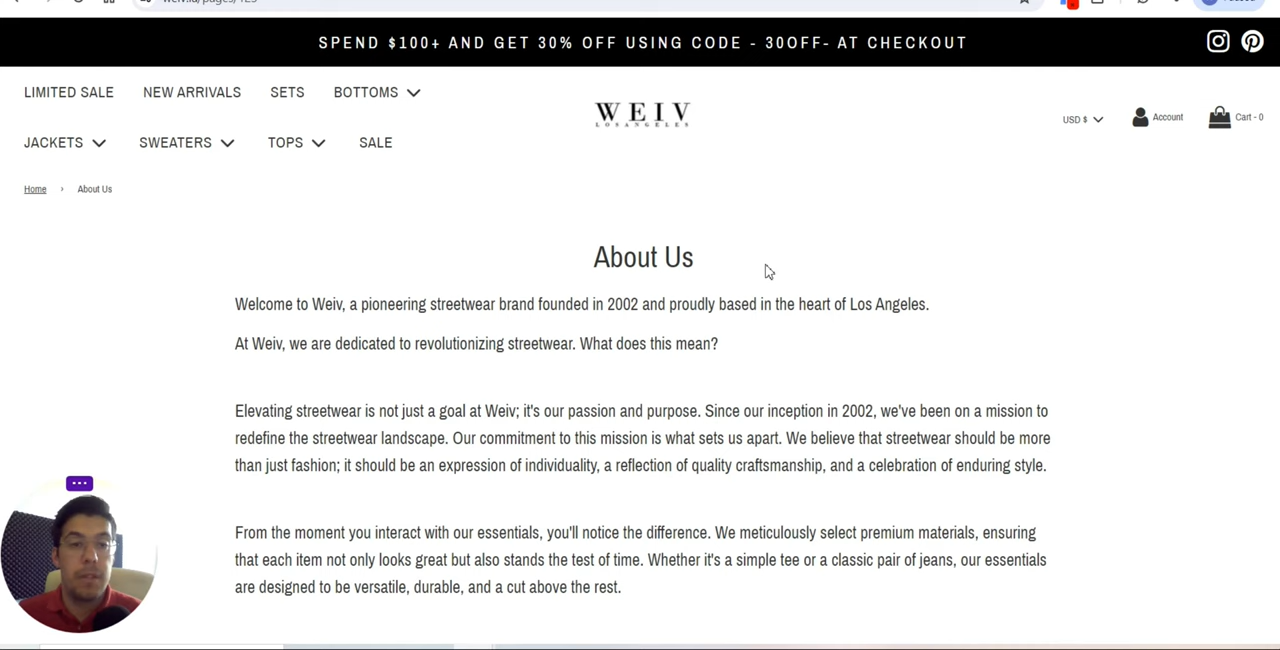 SPEND $100+ AND GET 30% OFF USING CODE - 30OFF- AT CHECKOUT
LIMITED SALE NEW ARRIVALS SETS BOTTOMS
JACKETS SWEATERS TOPS SALE
WEIV
LOS ANGELES
USD $ Account Cart - 0
Home › About Us
About Us
Welcome to Weiv, a pioneering streetwear brand founded in 2002 and proudly based in the heart of Los Angeles.
At Weiv, we are dedicated to revolutionizing streetwear. What does this mean?
Elevating streetwear is not just a goal at Weiv; it's our passion and purpose. Since our inception in 2002, we've been on a mission to
redefine the streetwear landscape. Our commitment to this mission is what sets us apart. We believe that streetwear should be more
than just fashion; it should be an expression of individuality, a reflection of quality craftsmanship, and a celebration of enduring style.
From the moment you interact with our essentials, you'll notice the difference. We meticulously select premium materials, ensuring
that each item not only looks great but also stands the test of time. Whether it's a simple tee or a classic pair of jeans, our essentials
are designed to be versatile, durable, and a cut above the rest.